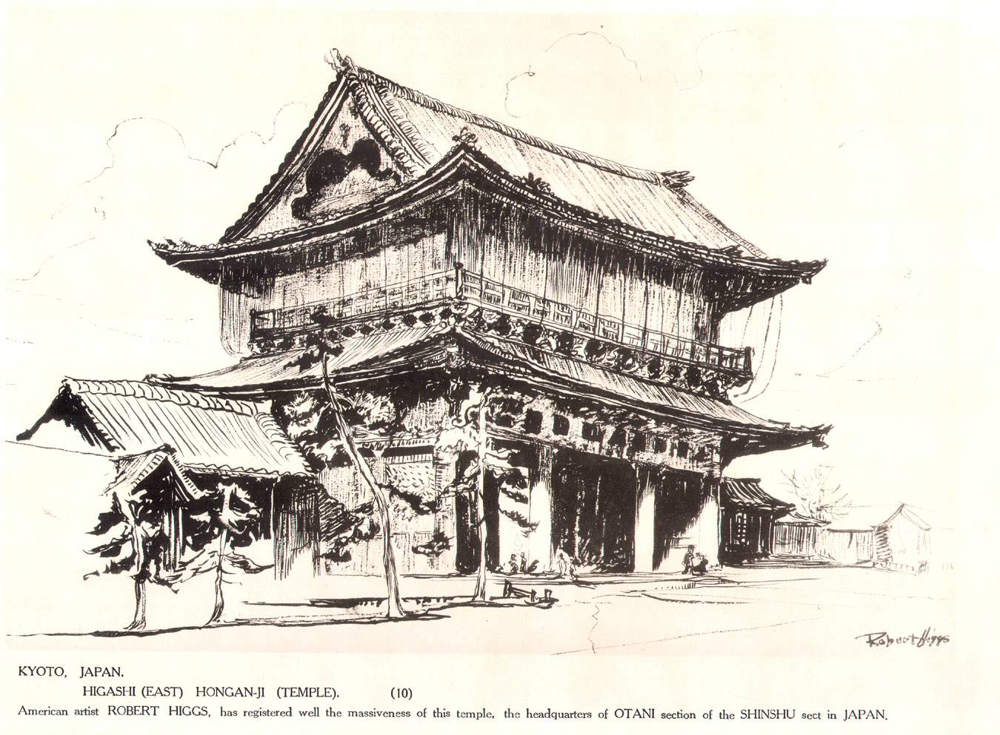 Robert Higgs
KYOTO, JAPAN.
HIGASHI (EAST) HONGAN-JI (TEMPLE). (10)
American artist ROBERT HIGGS, has registered well the massiveness of this temple, the headquarters of OTANI section of the SHINSHU sect in JAPAN.